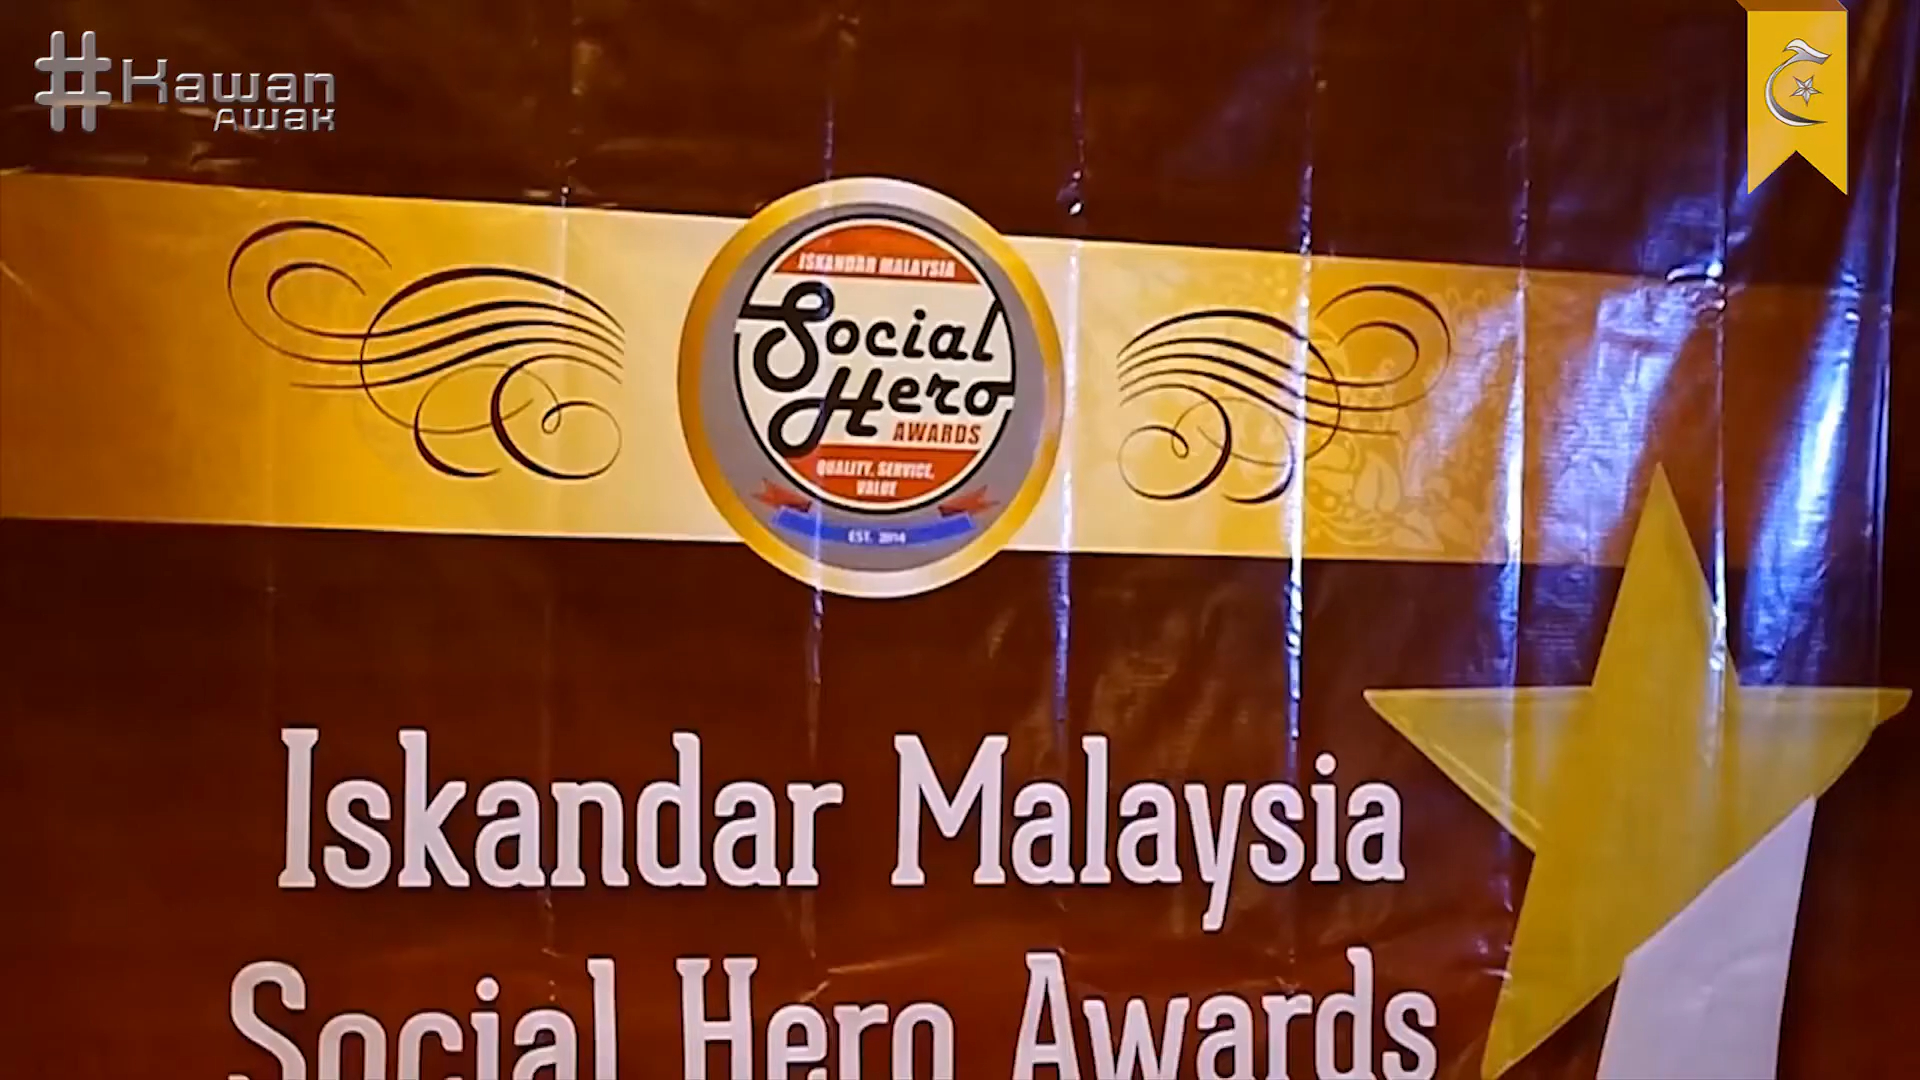 #Kawan
Awak
ISKANDAR MALAYSIA
Social
Hero
AWARDS
QUALITY, SERVICE,
VALUE
EST. 2014
Iskandar Malaysia
Social Hero Awards